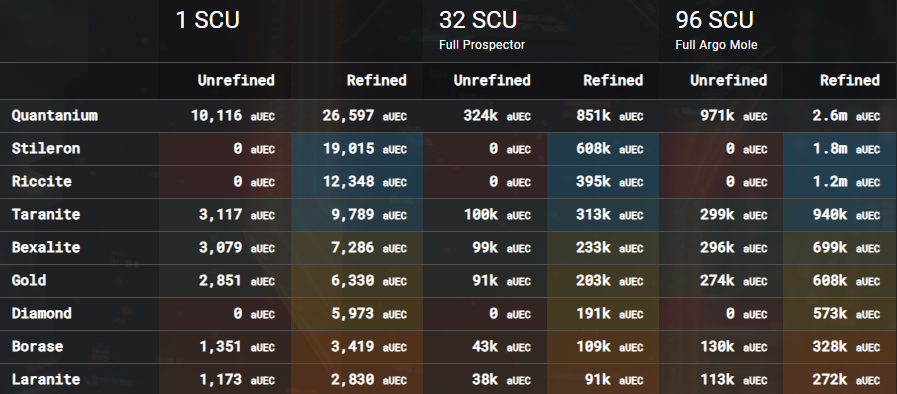 1 SCU 32 SCU 96 SCU
Full Prospector Full Argo Mole
Unrefined Refined Unrefined Refined Unrefined Refined
Quantanium 10,116 aUEC 26,597 aUEC 324k aUEC 851k aUEC 971k aUEC 2.6m aUEC
Stileron 0 aUEC 19,015 aUEC 0 aUEC 608k aUEC 0 aUEC 1.8m aUEC
Riccite 0 aUEC 12,348 aUEC 0 aUEC 395k aUEC 0 aUEC 1.2m aUEC
Taranite 3,117 aUEC 9,789 aUEC 100k aUEC 313k aUEC 299k aUEC 940k aUEC
Bexalite 3,079 aUEC 7,286 aUEC 99k aUEC 233k aUEC 296k aUEC 699k aUEC
Gold 2,851 aUEC 6,330 aUEC 91k aUEC 203k aUEC 274k aUEC 608k aUEC
Diamond 0 aUEC 5,973 aUEC 0 aUEC 191k aUEC 0 aUEC 573k aUEC
Borase 1,351 aUEC 3,419 aUEC 43k aUEC 109k aUEC 130k aUEC 328k aUEC
Laranite 1,173 aUEC 2,830 aUEC 38k aUEC 91k aUEC 113k aUEC 272k aUEC